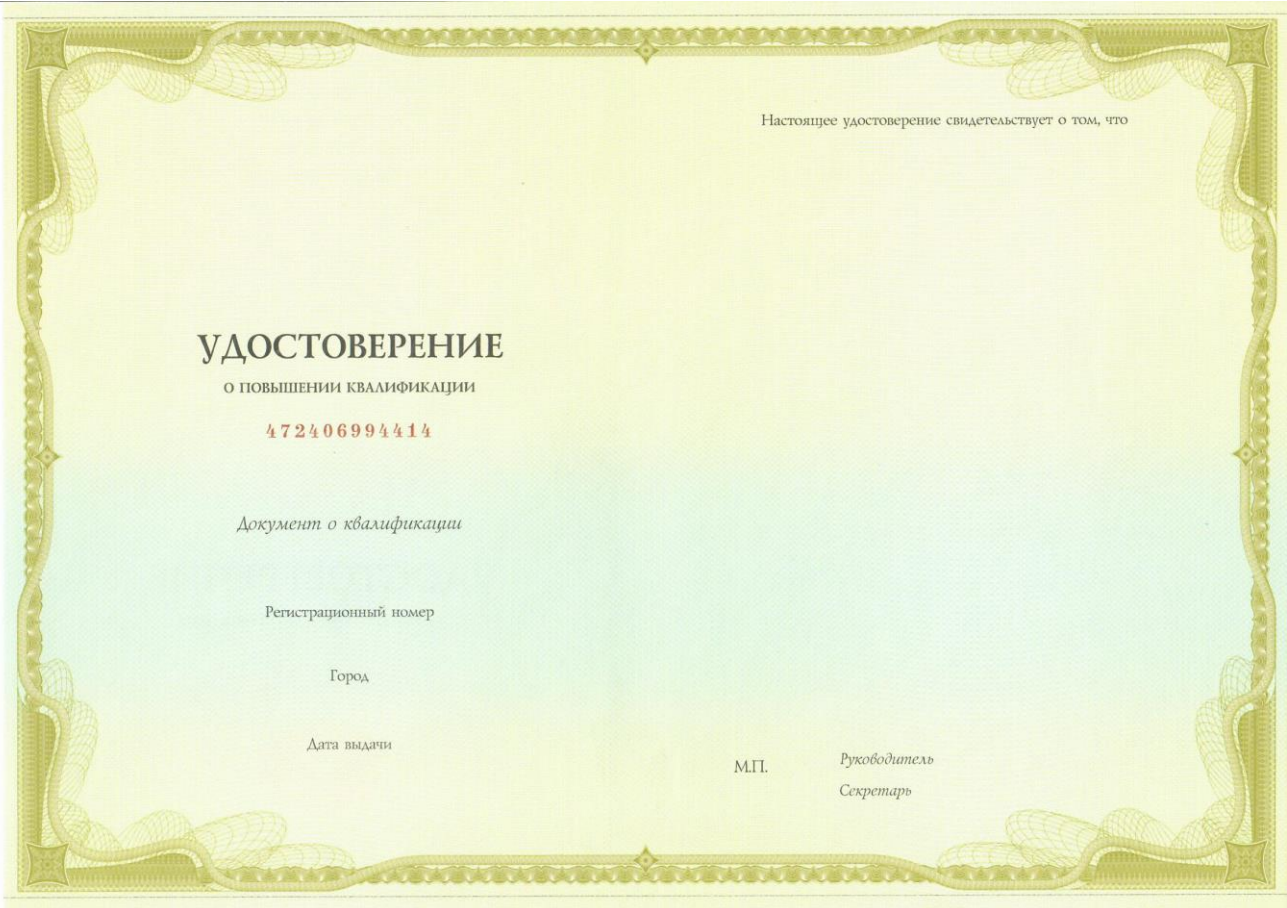 УДОСТОВЕРЕНИЕ
О ПОВЫШЕНИИ КВАЛИФИКАЦИИ
472406994414
Документ о квалификации
Регистрационный номер
Город
Дата выдачи
Настоящее удостоверение свидетельствует о том, что
М.П.
Руководитель
Секретарь